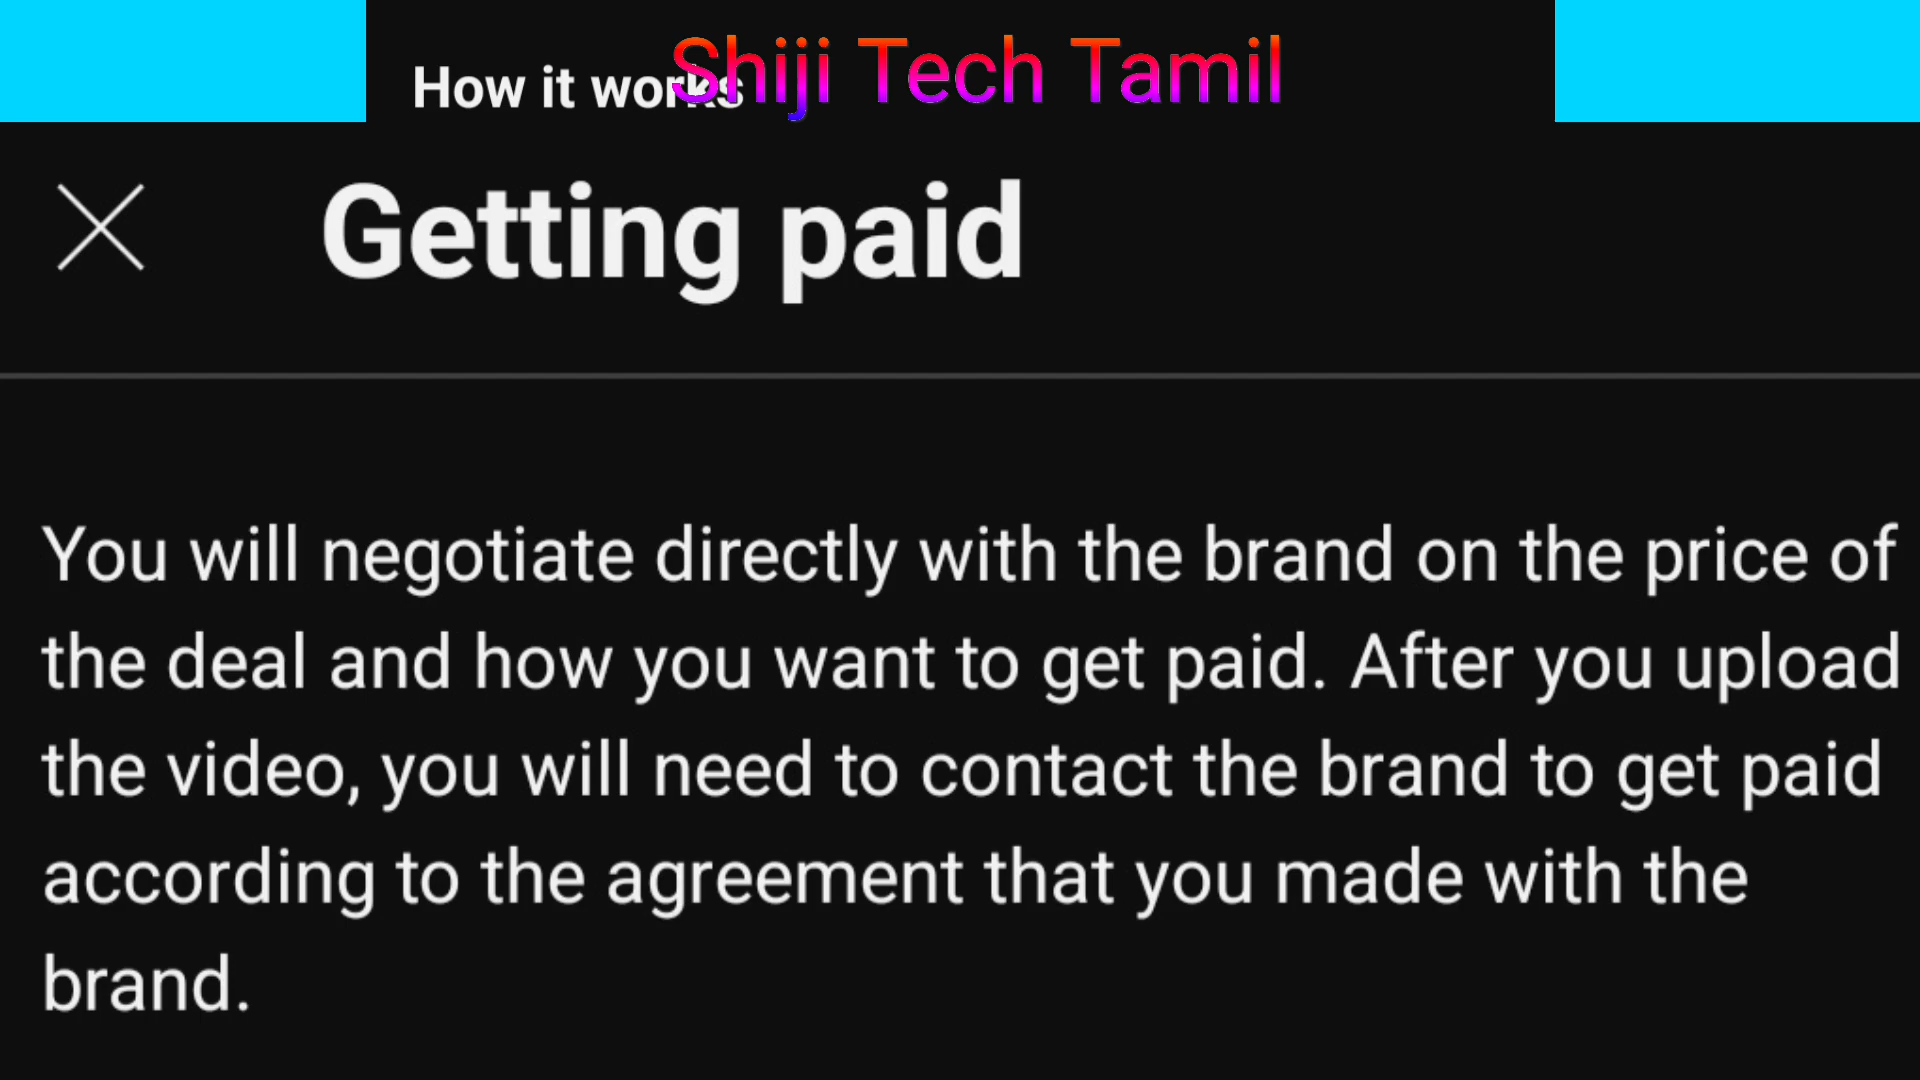 Shiji Tech Tamil
How it works
Getting paid
You will negotiate directly with the brand on the price of
the deal and how you want to get paid. After you upload
the video, you will need to contact the brand to get paid
according to the agreement that you made with the
brand.